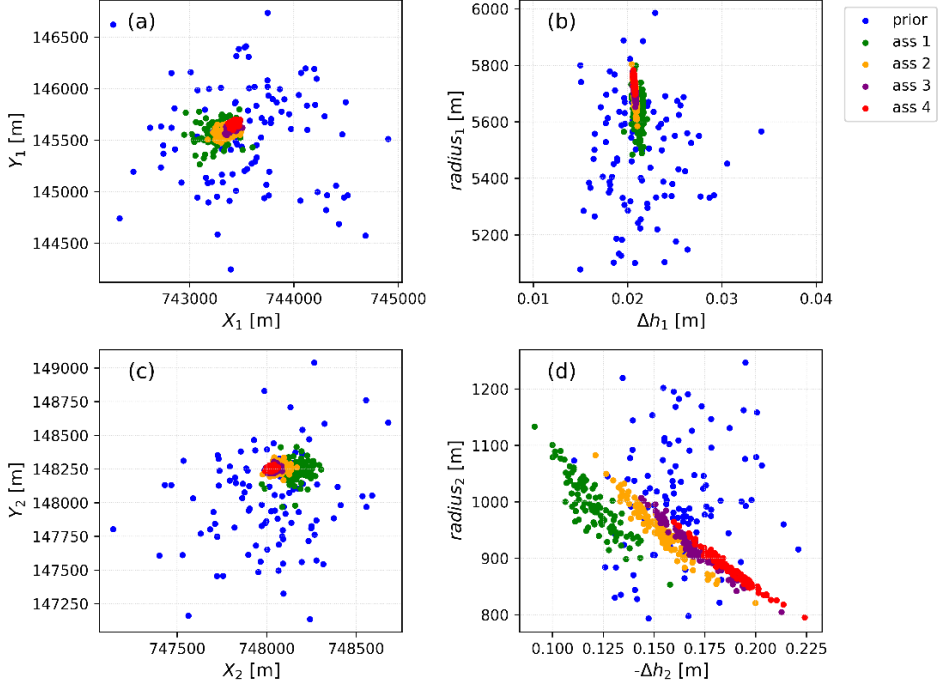 (a)
146500
146000
145500
145000
144500
Y1 [m]
743000 744000 745000
X1 [m]
(b)
6000
5800
5600
5400
5200
radius1 [m]
0.01 0.02 0.03 0.04
Δh1 [m]
prior
ass 1
ass 2
ass 3
ass 4
(c)
149000
148750
148500
148250
148000
147750
147500
147250
Y2 [m]
747500 748000 748500
X2 [m]
(d)
1200
1100
1000
900
800
radius2 [m]
0.100 0.125 0.150 0.175 0.200 0.225
-Δh2 [m]